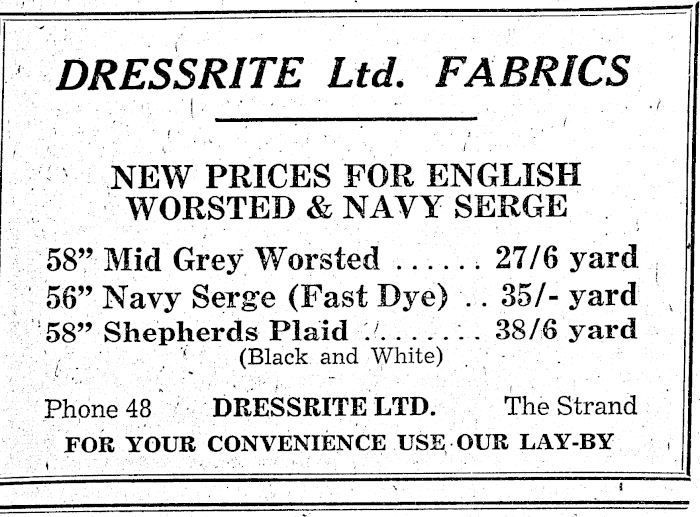 DRESSRITE Ltd. FABRICS
NEW PRICES FOR ENGLISH
WORSTED & NAVY SERGE
58” Mid Grey Worsted ...... 27/6 yard
56” Navy Serge (Fast Dye) .. 35/- yard
58” Shepherds Plaid ........ 38/6 yard
(Black and White)
Phone 48 DRESSRITE LTD. The Strand
FOR YOUR CONVENIENCE USE OUR LAY-BY